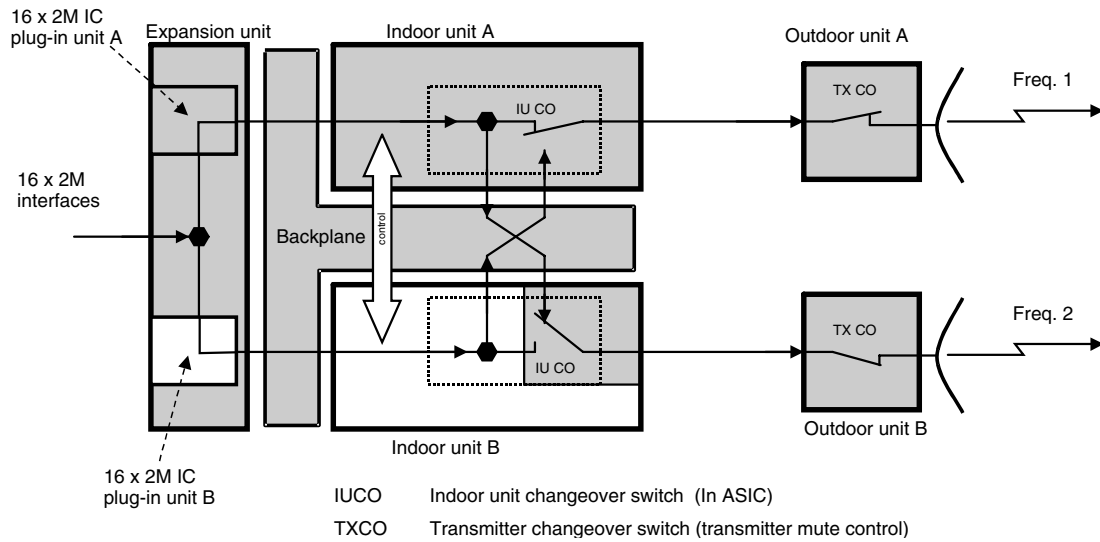 16 x 2M IC
plug-in unit A
Expansion unit
Indoor unit A
Outdoor unit A
IU CO
TX CO
Freq. 1
16 x 2M
interfaces
Backplane
control
Freq. 2
TX CO
IU CO
Indoor unit B
Outdoor unit B
16 x 2M IC
plug-in unit B
IUCO Indoor unit changeover switch (In ASIC)
TXCO Transmitter changeover switch (transmitter mute control)